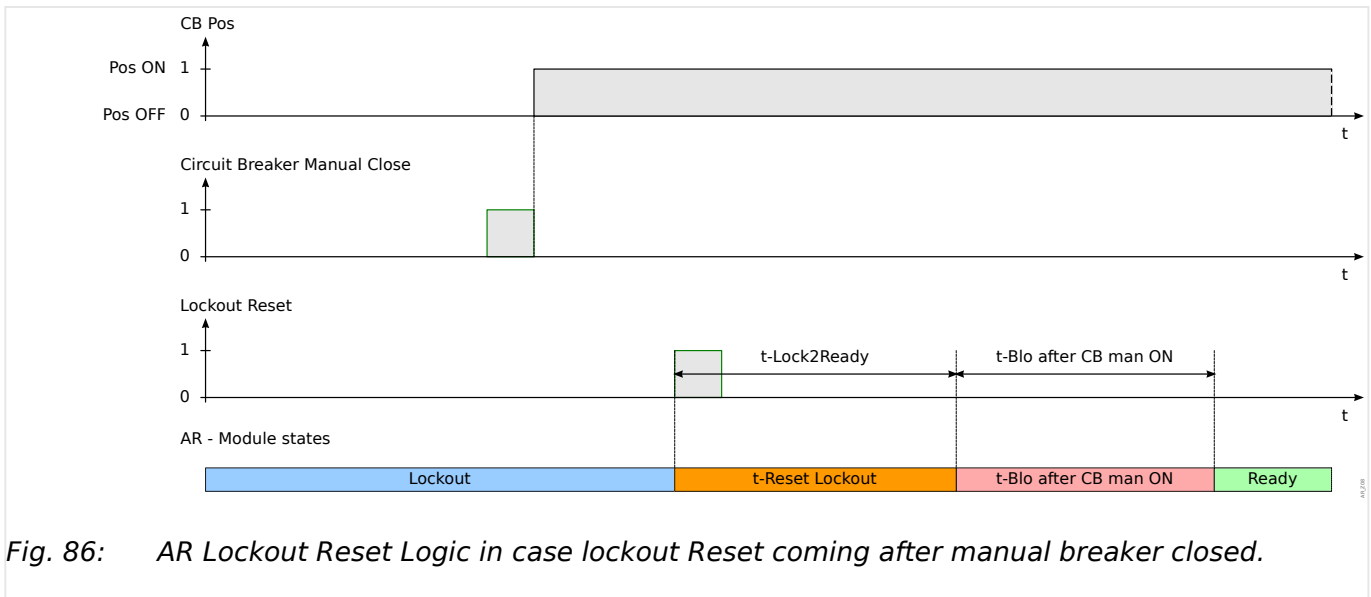 CB Pos
Pos ON 1
Pos OFF 0
t
Circuit Breaker Manual Close
1
0
t
Lockout Reset
1
t-Lock2Ready t-Blo after CB man ON
0
t
AR - Module states
Lockout t-Reset Lockout t-Blo after CB man ON Ready
Fig. 86: AR Lockout Reset Logic in case lockout Reset coming after manual breaker closed.